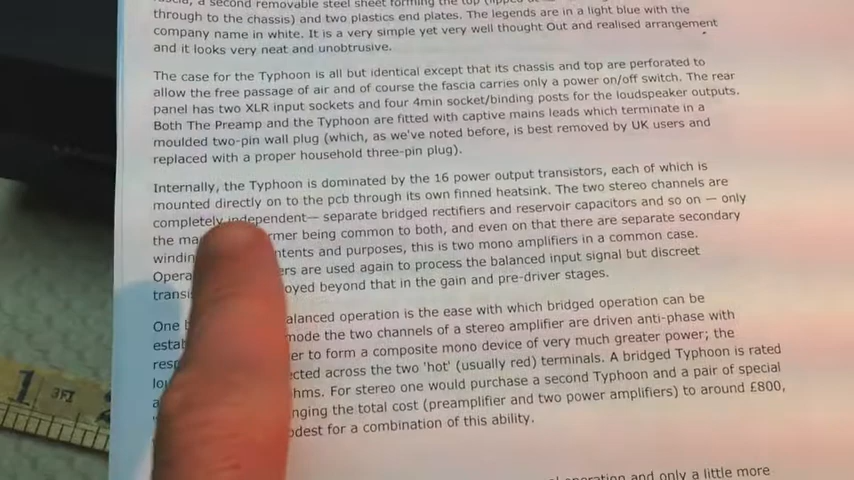 fascia, a second removable steel sheet forming the top
through to the chassis) and two plastics end plates. The legends are in a light blue with the
company name in white. It is a very simple yet very well thought Out and realised arrangement
and it looks very neat and unobtrusive.
The case for the Typhoon is all but identical except that its chassis and top are perforated to
allow the free passage of air and of course the fascia carries only a power on/off switch. The rear
panel has two XLR input sockets and four 4min socket/binding posts for the loudspeaker outputs.
Both The Preamp and the Typhoon are fitted with captive mains leads which terminate in a
moulded two-pin wall plug (which, as we've noted before, is best removed by UK users and
replaced with a proper household three-pin plug).
Internally, the Typhoon is dominated by the 16 power output transistors, each of which is
mounted directly on to the pcb through its own finned heatsink. The two stereo channels are
completely independent— separate bridged rectifiers and reservoir capacitors and so on — only
the being common to both, and even on that there are separate secondary
intents and purposes, this is two mono amplifiers in a common case.
are used again to process the balanced input signal but discreet
beyond that in the gain and pre-driver stages.
One balanced operation is the ease with which bridged operation can be
mode the two channels of a stereo amplifier are driven anti-phase with
to form a composite mono device of very much greater power; the
across the two 'hot' (usually red) terminals. A bridged Typhoon is rated
For stereo one would purchase a second Typhoon and a pair of special
the total cost (preamplifier and two power amplifiers) to around £800,
for a combination of this ability.
operation and only a little more
1 3FT 2